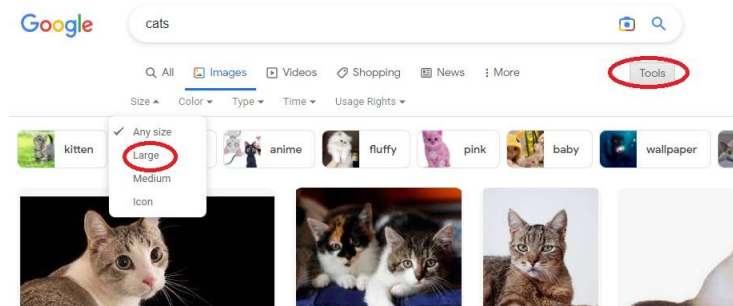 Google cats
All Images Videos Shopping News More Tools
Size Color Type Time Usage Rights
Any size
Large
Medium
Icon
kitten anime fluffy pink baby wallpaper